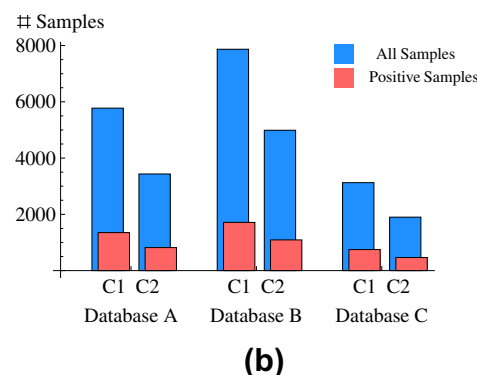 # Samples
8000
6000
4000
2000
All Samples
Positive Samples
C1 C2 C1 C2 C1 C2
Database A Database B Database C
(b)